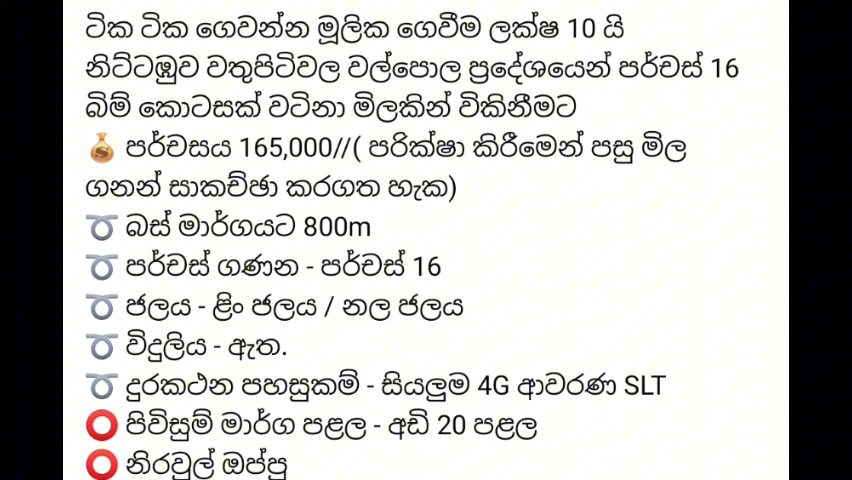 ටික ටික ගෙවන්න මූලික ගෙවීම ලක්ෂ 10 යි
නිට්ටඹුව වතුපිටිවල වල්පොල ප්‍රදේශයෙන් පර්චස් 16
බිම් කොටසක් වටිනා මිලකින් විකිනීමට
💰 පර්චසය 165,000//( පරික්ෂා කිරීමෙන් පසු මිල
ගනන් සාකච්ඡා කරගත හැක)
➰ බස් මාර්ගයට 800m
➰ පර්චස් ගණන - පර්චස් 16
➰ ජලය - ළිං ජලය / නල ජලය
➰ විදුලිය - ඇත.
➰ දුරකථන පහසුකම් - සියලුම 4G ආවරණ SLT
⭕ පිවිසුම් මාර්ග පළල - අඩි 20 පළල
⭕ නිරවුල් ඔප්පු